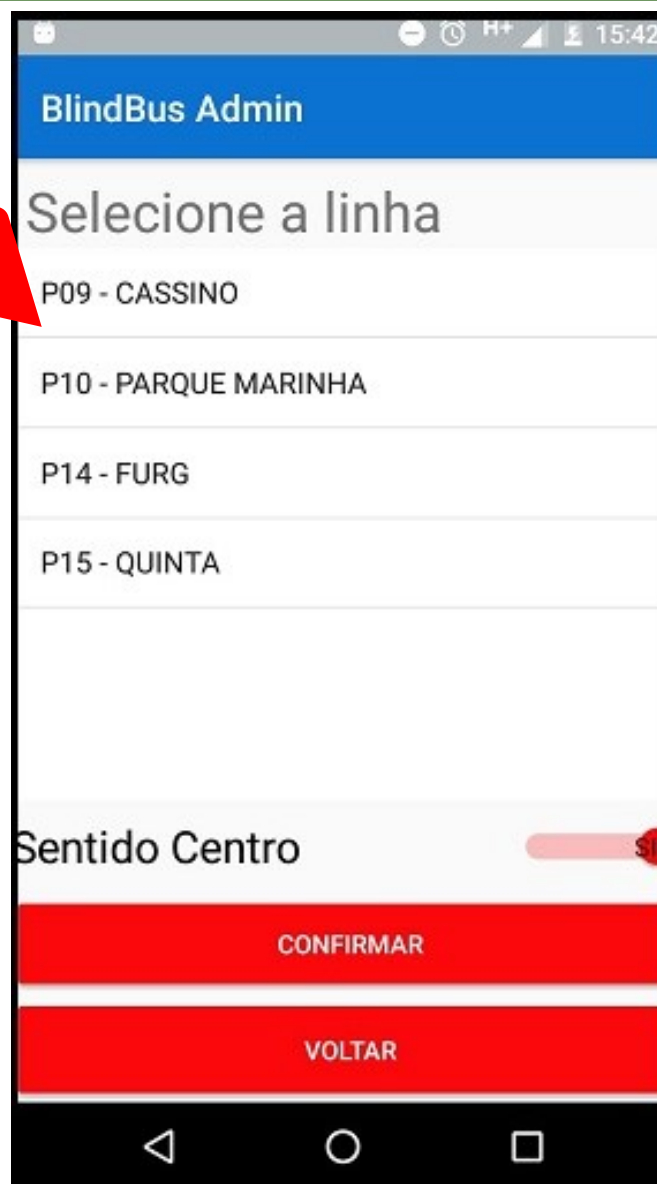 H+ 15:42
BlindBus Admin
Selecione a linha
P09 - CASSINO
P10 - PARQUE MARINHA
P14 - FURG
P15 - QUINTA
Sentido Centro
CONFIRMAR
VOLTAR